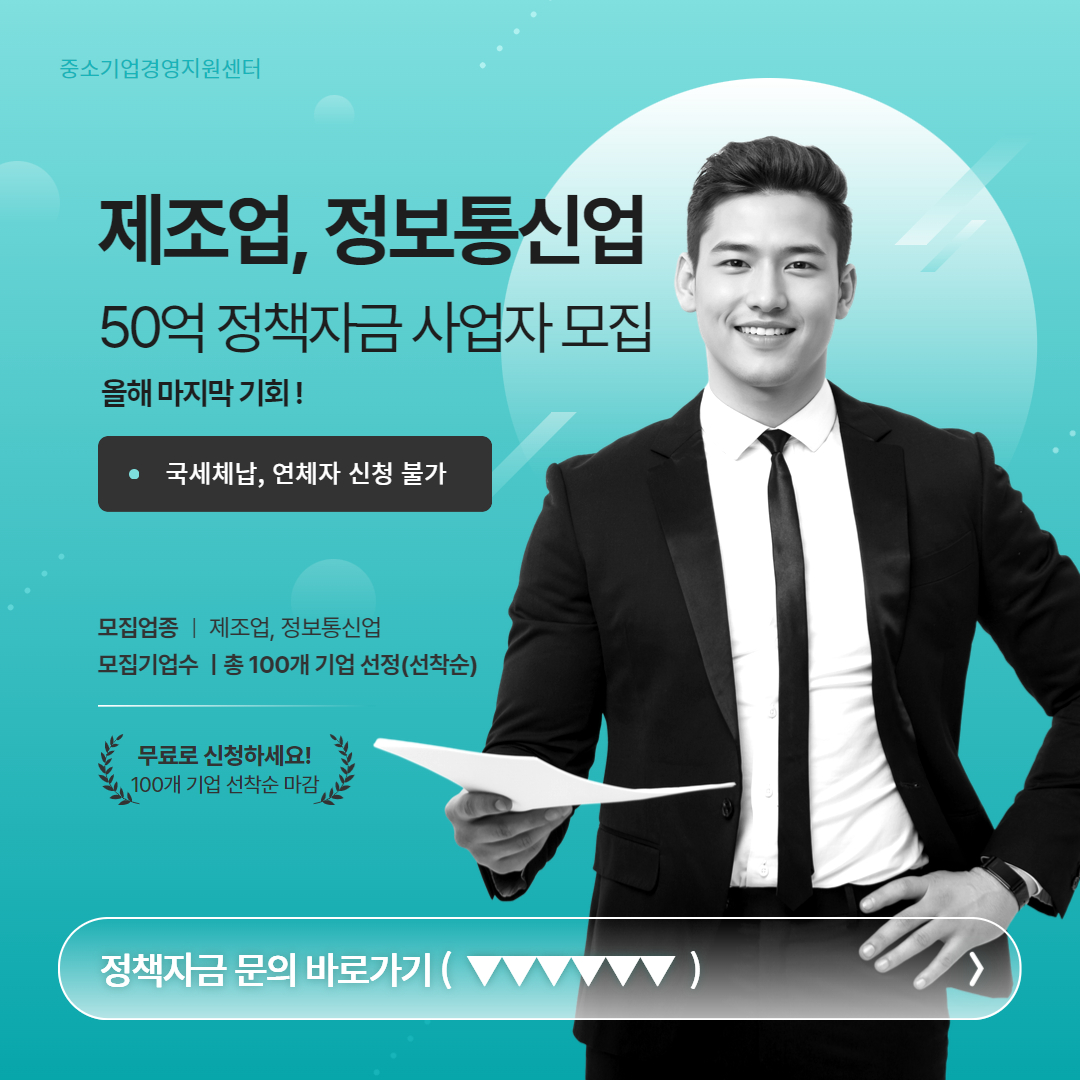 중소기업경영지원센터
제조업, 정보통신업
50억 정책자금 사업자 모집
올해 마지막 기회 !
• 국세체납, 연체자 신청 불가
모집업종 | 제조업, 정보통신업
모집기업수 | 총 100개 기업 선정(선착순)
무료로 신청하세요!
100개 기업 선착순 마감
정책자금 문의 바로가기 ( ▼▼▼▼▼▼ ) 〉